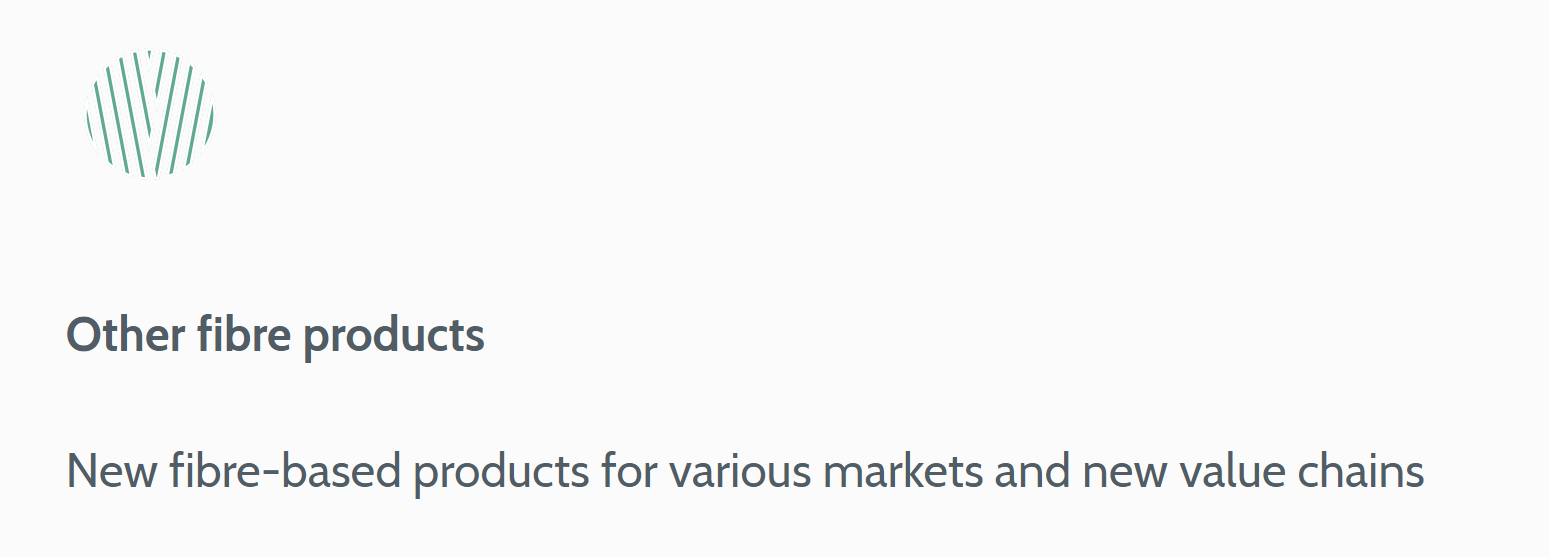 Other fibre products
New fibre-based products for various markets and new value chains